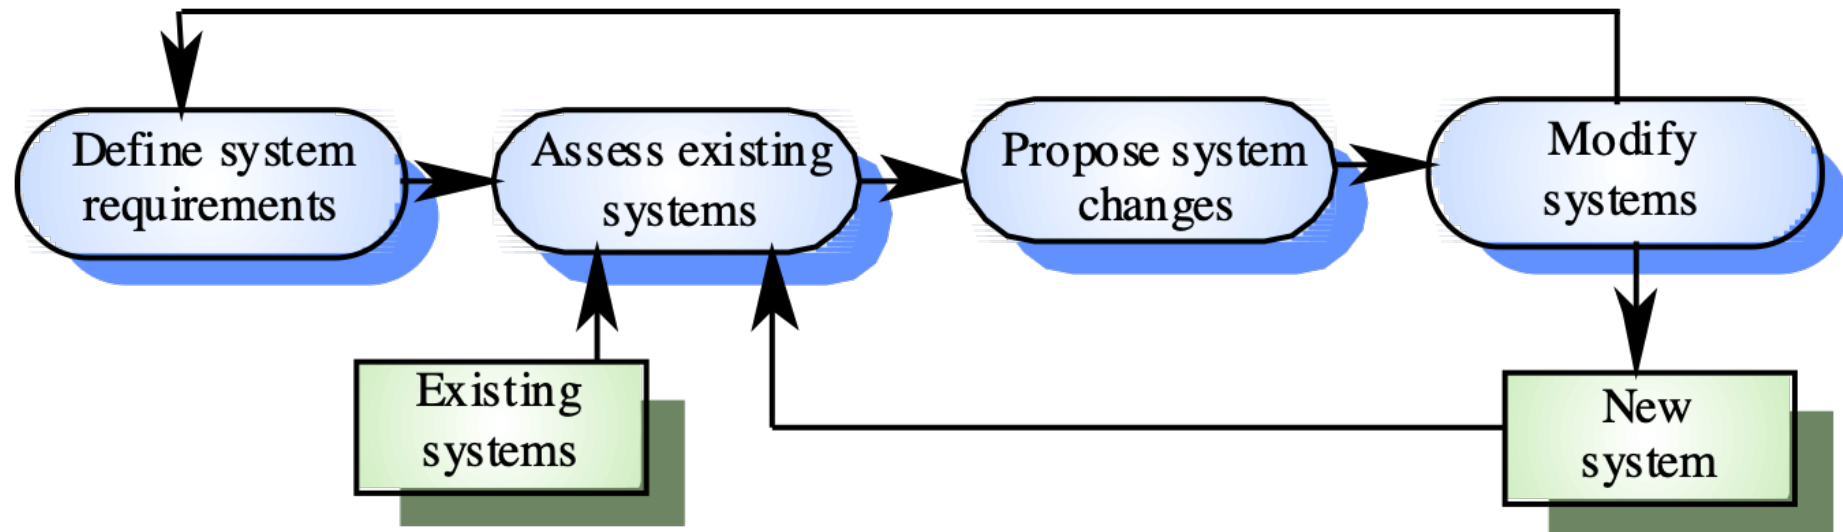 Define system
requirements
Assess existing
systems
Propose system
changes
Modify
systems
Existing
systems
New
system